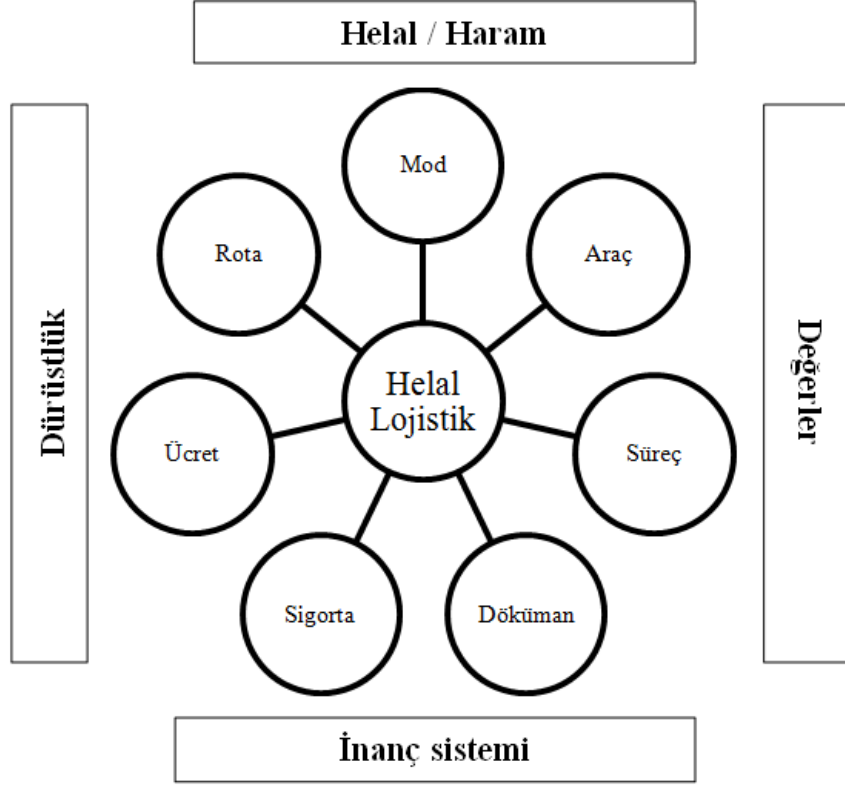 Helal / Haram
Mod
Rota
Araç
Dürüstlük
Helal
Lojistik
Değerler
Ücret
Süreç
Sigorta
Döküman
İnanç sistemi